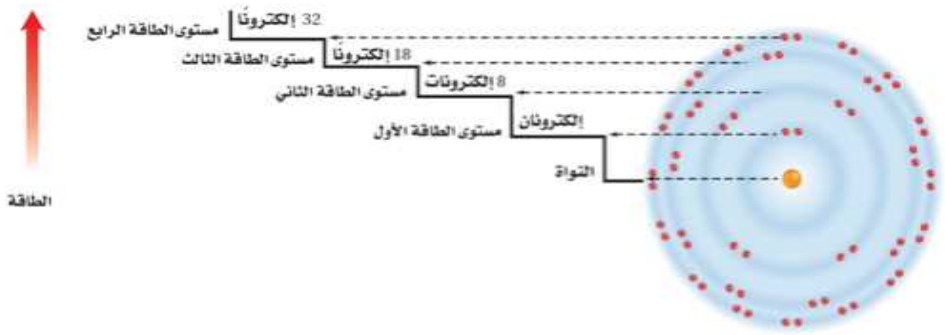 32 إلكترونًا
مستوى الطاقة الرابع
18 إلكترونًا
مستوى الطاقة الثالث
8 إلكترونات
مستوى الطاقة الثاني
إلكترونان
مستوى الطاقة الأول
النواة
الطاقة